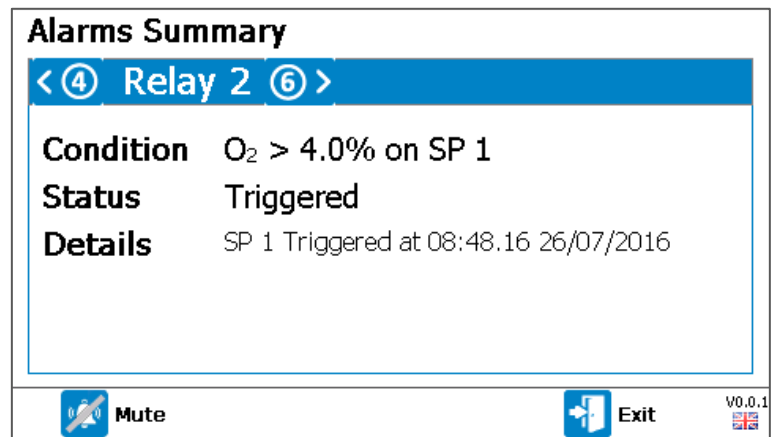 Alarms Summary
< ④ Relay 2 ⑥ >
Condition O₂ > 4.0% on SP 1
Status Triggered
Details SP 1 Triggered at 08:48.16 26/07/2016
Mute Exit V0.0.1